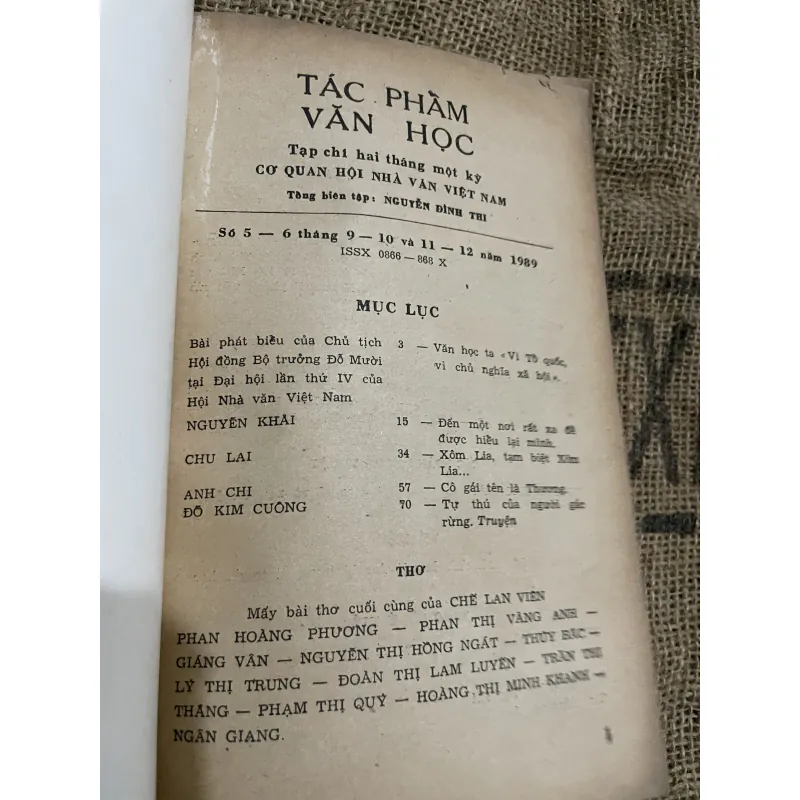 TÁC PHẨM
VĂN HỌC
Tạp chí hai tháng một kỳ
CƠ QUAN HỘI NHÀ VĂN VIỆT NAM
Tổng biên tập: NGUYỄN ĐÌNH THI
Số 5 — 6 tháng 9 — 10 và 11 — 12 năm 1989
ISSX 0866 — 868 X
MỤC LỤC
Bài phát biểu của Chủ tịch 3 — Văn học ta «Vì Tổ quốc,
Hội đồng Bộ trưởng Đỗ Mười vì chủ nghĩa xã hội».
tại Đại hội lần thứ IV của
Hội Nhà văn Việt Nam
NGUYỄN KHẢI 15 — Đến một nơi rất xa để
được hiểu lại mình.
CHU LAI 34 — Xôm Lia, tạm biệt Xôm
Lia...
ANH CHI 57 — Cô gái tên là Thương.
ĐỖ KIM CUÔNG 70 — Tự thú của người gác
rừng. Truyện
THƠ
Mấy bài thơ cuối cùng của CHẾ LAN VIÊN
PHAN HOÀNG PHƯƠNG — PHAN THỊ VÀNG ANH —
GIÁNG VÂN — NGUYỄN THỊ HỒNG NGÁT — THÚY BẮC —
LÝ THỊ TRUNG — ĐOÀN THỊ LAM LUYẾN — TRẦN THỊ
THẮNG — PHẠM THỊ QUÝ — HOÀNG THỊ MINH KHANH —
NGÂN GIANG.